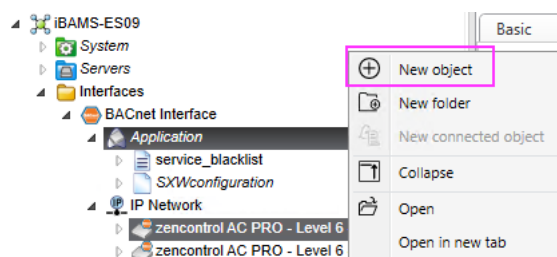 iBAMS-ES09
System
Servers
Interfaces
BACnet Interface
Application
service_blacklist
SXWconfiguration
IP Network
IP
zencontrol AC PRO - Level 6
zencontrol AC PRO - Level 6
Basic
New object
New folder
New connected object
Collapse
Open
Open in new tab